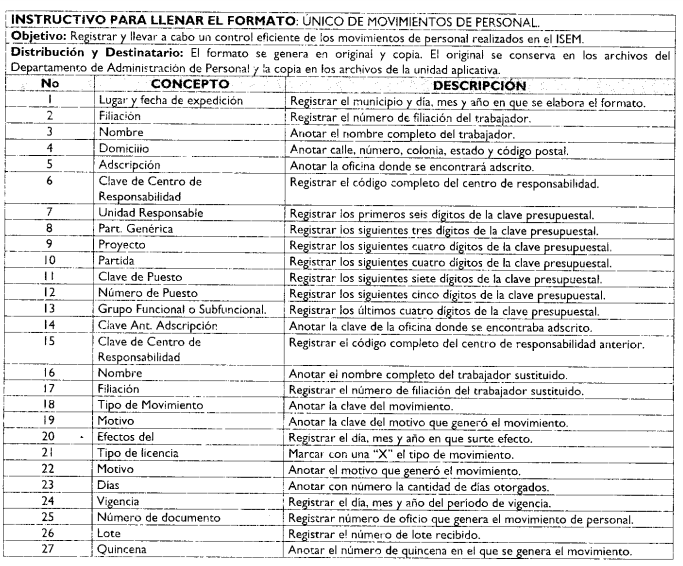 INSTRUCTIVO PARA LLENAR EL FORMATO: ÚNICO DE MOVIMIENTOS DE PERSONAL.
Objetivo: Registrar y llevar a cabo un control eficiente de los movimientos de personal realizados en el ISEM.
Distribución y Destinatario: El formato se genera en original y copia. El original se conserva en los archivos del
Departamento de Administración de Personal y la copia en los archivos de la unidad aplicativa.
No CONCEPTO DESCRIPCIÓN
1 Lugar y fecha de expedición Registrar el municipio y día, mes y año en que se elabora el formato.
2 Filiación Registrar el número de filiación del trabajador.
3 Nombre Anotar el nombre completo del trabajador.
4 Domicilio Anotar calle, número, colonia, estado y código postal.
5 Adscripción Anotar la oficina donde se encontrará adscrito.
6 Clave de Centro de Registrar el código completo del centro de responsabilidad.
Responsabilidad
7 Unidad Responsable Registrar los primeros seis dígitos de la clave presupuestal.
8 Part. Genérica Registrar los siguientes tres dígitos de la clave presupuestal.
9 Proyecto Registrar los siguientes cuatro dígitos de la clave presupuestal.
10 Partida Registrar los siguientes cuatro dígitos de la clave presupuestal.
11 Clave de Puesto Registrar los siguientes siete dígitos de la clave presupuestal.
12 Número de Puesto Registrar los siguientes cinco dígitos de la clave presupuestal.
13 Grupo Funcional o Subfuncional. Registrar los últimos cuatro dígitos de la clave presupuestal.
14 Clave Ant. Adscripción Anotar la clave de la oficina donde se encontraba adscrito.
15 Clave de Centro de Registrar el código completo del centro de responsabilidad anterior.
Responsabilidad
16 Nombre Anotar el nombre completo del trabajador sustituido.
17 Filiación Registrar el número de filiación del trabajador sustituido.
18 Tipo de Movimiento Anotar la clave del movimiento.
19 Motivo Anotar la clave del motivo que generó el movimiento.
20 Efectos del Registrar el día, mes y año en que surte efecto.
21 Tipo de licencia Marcar con una "X" el tipo de movimiento.
22 Motivo Anotar el motivo que generó el movimiento.
23 Días Anotar con número la cantidad de días otorgados.
24 Vigencia Registrar el día, mes y año del periodo de vigencia.
25 Número de documento Registrar número de oficio que genera el movimiento de personal.
26 Lote Registrar el número de lote recibido.
27 Quincena Anotar el número de quincena en el que se genera el movimiento.